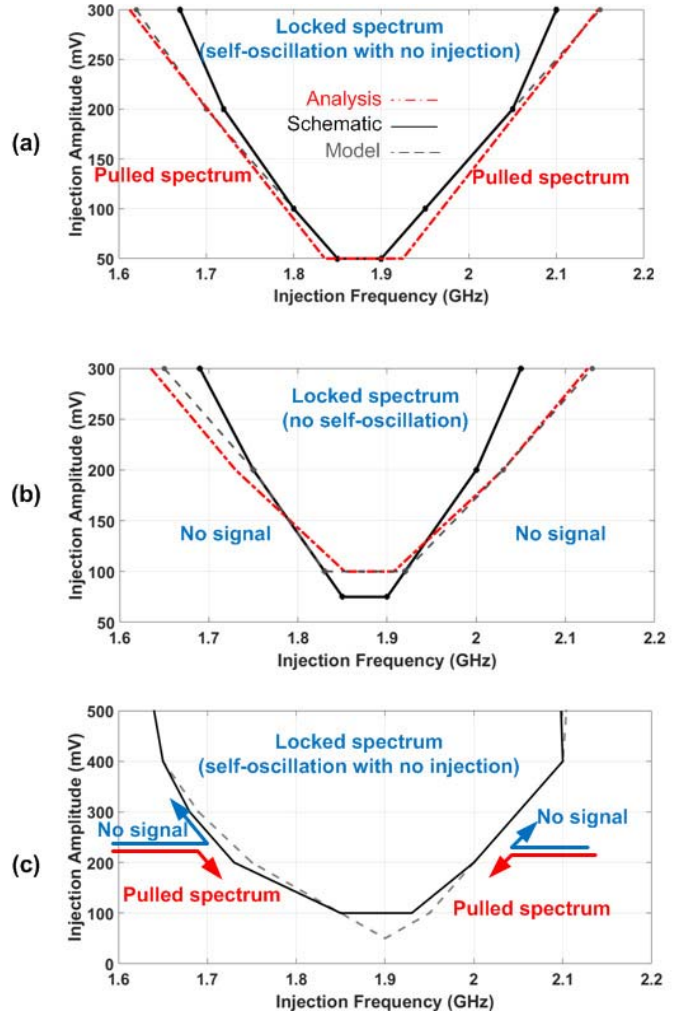 (a)
Injection Amplitude (mV)
300
250
200
150
100
50
Locked spectrum
(self-oscillation with no injection)
Analysis
Schematic
Model
Pulled spectrum
Pulled spectrum
1.6 1.7 1.8 1.9 2 2.1 2.2
Injection Frequency (GHz)
(b)
Injection Amplitude (mV)
300
250
200
150
100
50
Locked spectrum
(no self-oscillation)
No signal
No signal
1.6 1.7 1.8 1.9 2 2.1 2.2
Injection Frequency (GHz)
(c)
Injection Amplitude (mV)
500
400
300
200
100
0
Locked spectrum
(self-oscillation with no injection)
No signal
No signal
Pulled spectrum
Pulled spectrum
1.6 1.7 1.8 1.9 2 2.1 2.2
Injection Frequency (GHz)